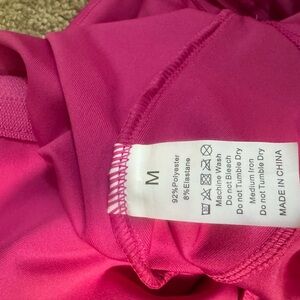 M
92%Polyester
8%Elastane
Machine Wash
Do not Bleach
Do not Tumble Dry
Medium Iron
Do not Tumble Dry
MADE IN CHINA